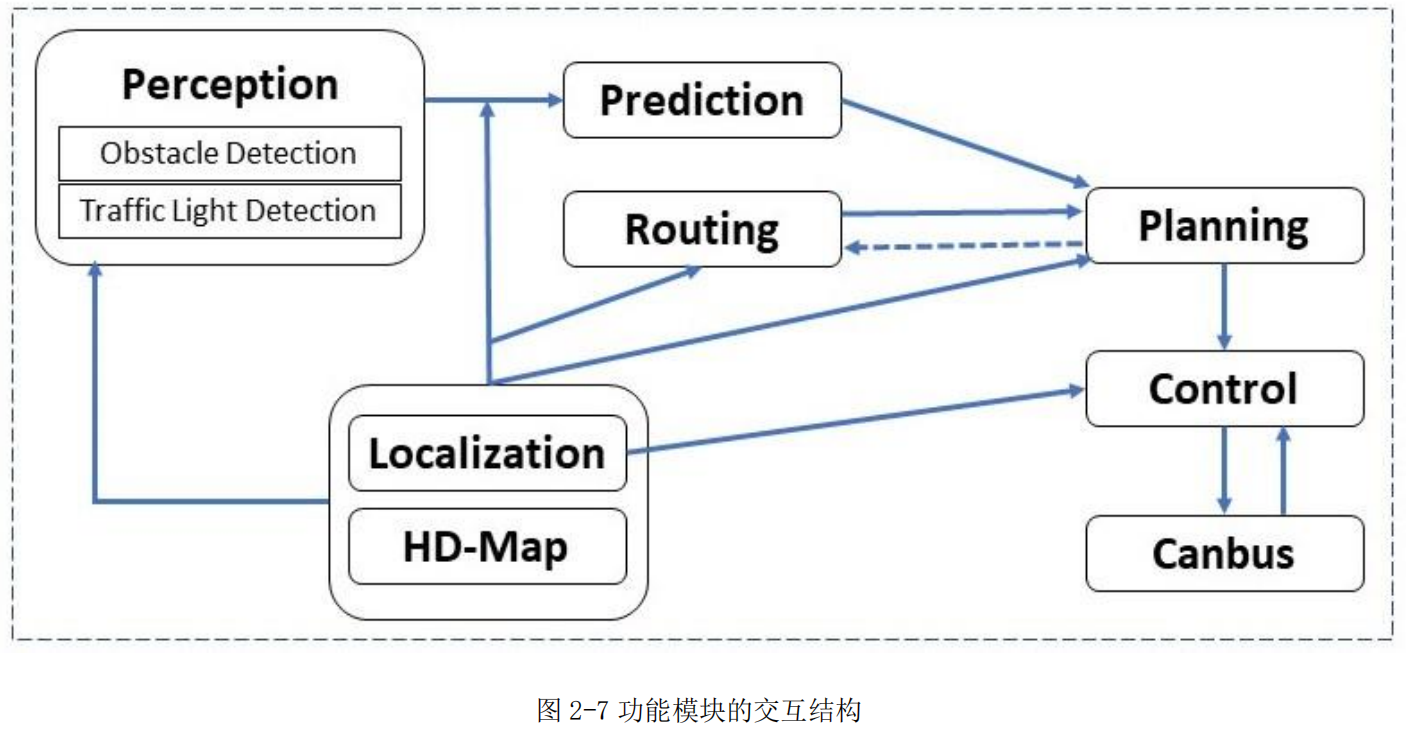 Perception
Obstacle Detection
Traffic Light Detection
Prediction
Routing
Planning
Localization
HD-Map
Control
Canbus
图 2-7 功能模块的交互结构